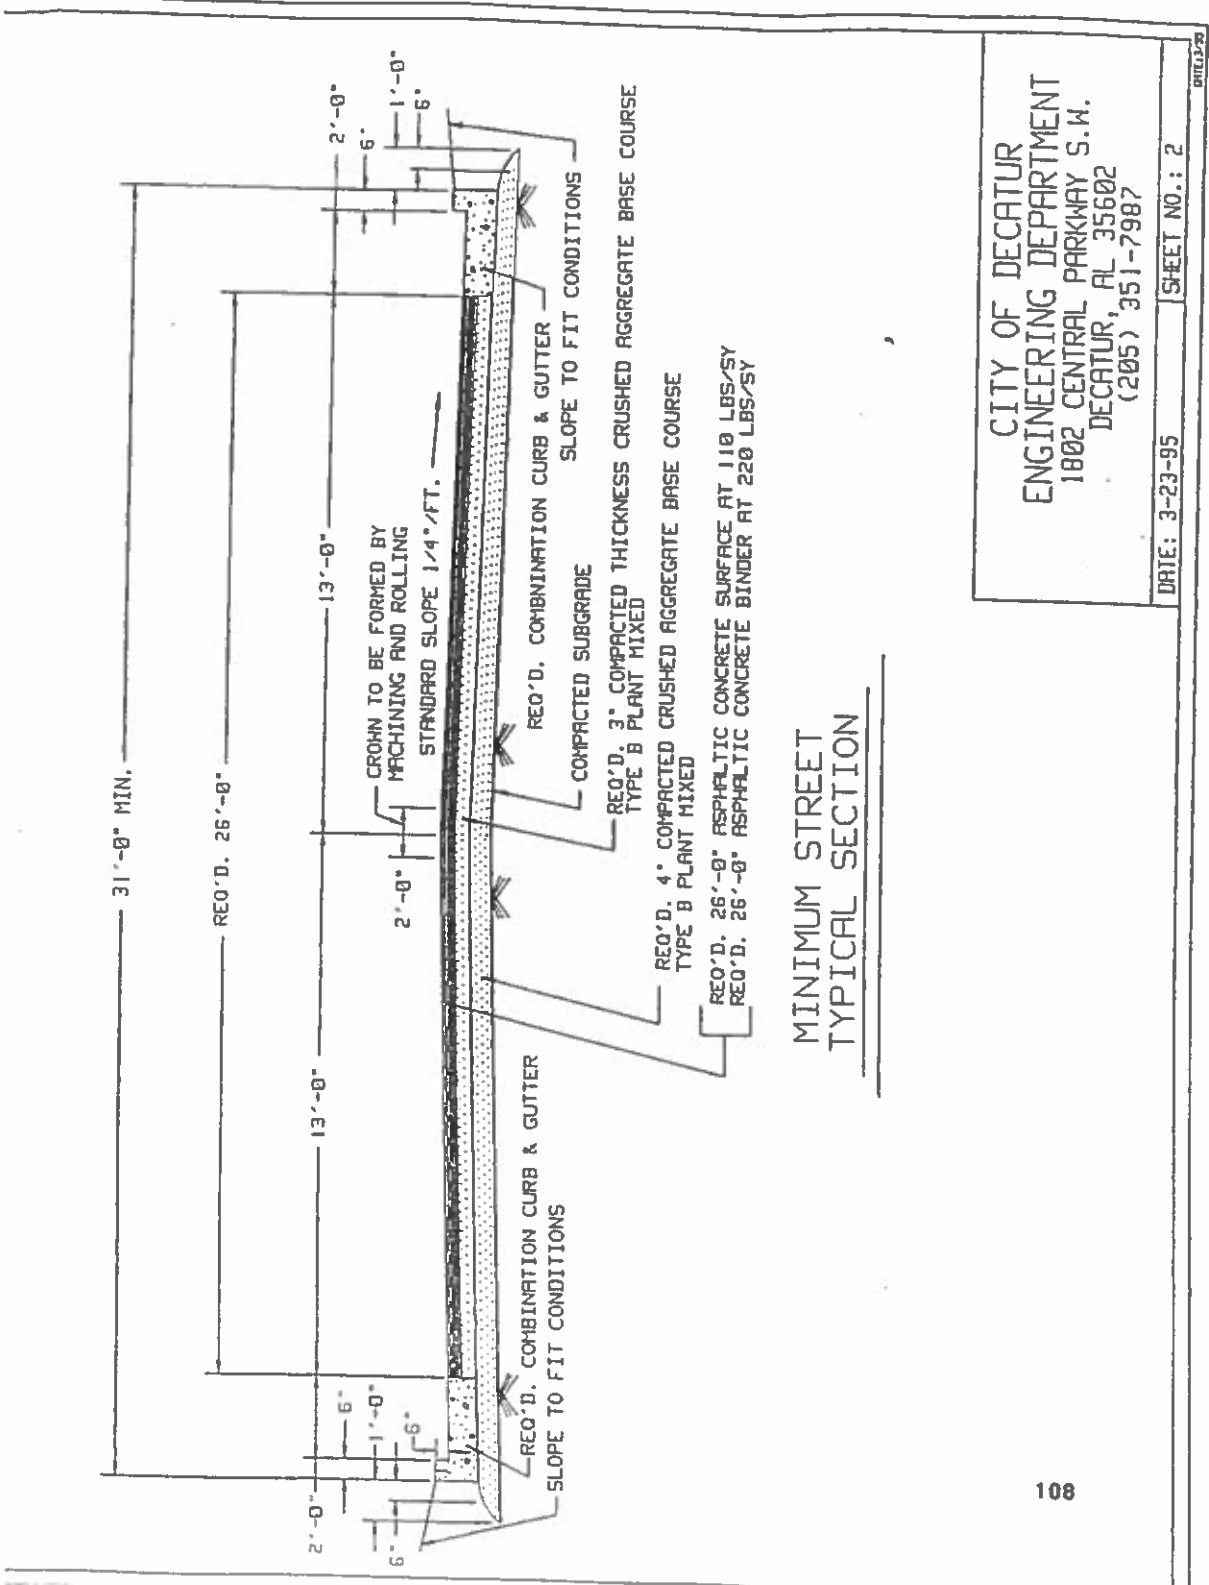 31'-0" MIN.
REQ'D. 26'-0"
2'-0"
13'-0"
13'-0"
2'-0"
6"
1'-0"
6"
6"
6"
1'-0"
6"
2'-0"
CROWN TO BE FORMED BY
MACHINING AND ROLLING
STANDARD SLOPE 1/4"/FT.
REQ'D. COMBINATION CURB & GUTTER
SLOPE TO FIT CONDITIONS
REQ'D. COMBNINATION CURB & GUTTER
SLOPE TO FIT CONDITIONS
COMPACTED SUBGRADE
REQ'D. 3" COMPACTED THICKNESS CRUSHED AGGREGATE BASE COURSE
TYPE B PLANT MIXED
REQ'D. 4" COMPACTED CRUSHED AGGREGATE BASE COURSE
TYPE B PLANT MIXED
REQ'D. 26'-0" ASPHALTIC CONCRETE SURFACE AT 110 LBS/SY
REQ'D. 26'-0" ASPHALTIC CONCRETE BINDER AT 220 LBS/SY
MINIMUM STREET
TYPICAL SECTION
CITY OF DECATUR
ENGINEERING DEPARTMENT
1802 CENTRAL PARKWAY S.W.
DECATUR, AL 35602
(205) 351-7987
DATE: 3-23-95
SHEET NO.: 2
108